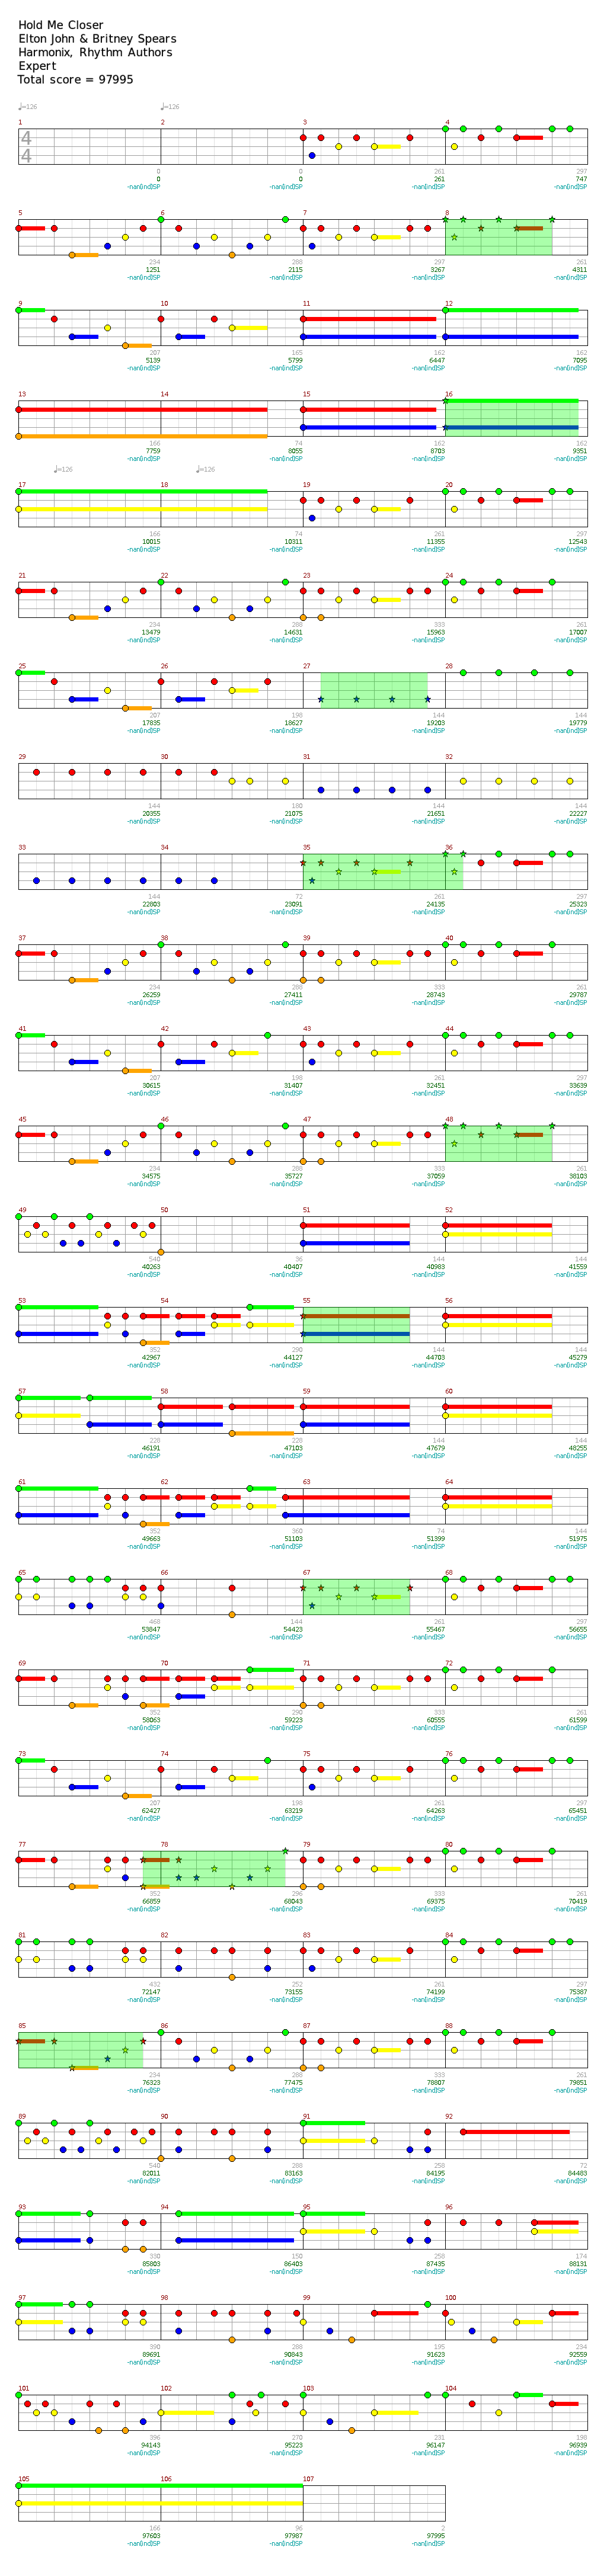 Hold Me Closer
Elton John & Britney Spears
Harmonix, Rhythm Authors
Expert
Total score = 97995
♩=126 ♩=126
1 2 3 4
4
4
0 0 261 297
0 0 261 747
-nan(ind)SP -nan(ind)SP -nan(ind)SP -nan(ind)SP
5 6 7 8
234 288 297 261
1251 2115 3267 4311
-nan(ind)SP -nan(ind)SP -nan(ind)SP -nan(ind)SP
9 10 11 12
207 165 162 162
5139 5799 6447 7095
-nan(ind)SP -nan(ind)SP -nan(ind)SP -nan(ind)SP
13 14 15 16
166 74 162 162
7759 8055 8703 9351
-nan(ind)SP -nan(ind)SP -nan(ind)SP -nan(ind)SP
♩=126 ♩=126
17 18 19 20
166 74 261 297
10015 10311 11355 12543
-nan(ind)SP -nan(ind)SP -nan(ind)SP -nan(ind)SP
21 22 23 24
234 288 333 261
13479 14631 15963 17007
-nan(ind)SP -nan(ind)SP -nan(ind)SP -nan(ind)SP
25 26 27 28
207 198 144 144
17835 18627 19203 19779
-nan(ind)SP -nan(ind)SP -nan(ind)SP -nan(ind)SP
29 30 31 32
144 180 144 144
20355 21075 21651 22227
-nan(ind)SP -nan(ind)SP -nan(ind)SP -nan(ind)SP
33 34 35 36
144 72 261 297
22803 23091 24135 25323
-nan(ind)SP -nan(ind)SP -nan(ind)SP -nan(ind)SP
37 38 39 40
234 288 333 261
26259 27411 28743 29787
-nan(ind)SP -nan(ind)SP -nan(ind)SP -nan(ind)SP
41 42 43 44
207 198 261 297
30615 31407 32451 33639
-nan(ind)SP -nan(ind)SP -nan(ind)SP -nan(ind)SP
45 46 47 48
234 288 333 261
34575 35727 37059 38103
-nan(ind)SP -nan(ind)SP -nan(ind)SP -nan(ind)SP
49 50 51 52
540 36 144 144
40263 40407 40983 41559
-nan(ind)SP -nan(ind)SP -nan(ind)SP -nan(ind)SP
53 54 55 56
352 290 144 144
42967 44127 44703 45279
-nan(ind)SP -nan(ind)SP -nan(ind)SP -nan(ind)SP
57 58 59 60
228 228 144 144
46191 47103 47679 48255
-nan(ind)SP -nan(ind)SP -nan(ind)SP -nan(ind)SP
61 62 63 64
352 360 74 144
49663 51103 51399 51975
-nan(ind)SP -nan(ind)SP -nan(ind)SP -nan(ind)SP
65 66 67 68
468 144 261 297
53847 54423 55467 56655
-nan(ind)SP -nan(ind)SP -nan(ind)SP -nan(ind)SP
69 70 71 72
352 290 333 261
58063 59223 60555 61599
-nan(ind)SP -nan(ind)SP -nan(ind)SP -nan(ind)SP
73 74 75 76
207 198 261 297
62427 63219 64263 65451
-nan(ind)SP -nan(ind)SP -nan(ind)SP -nan(ind)SP
77 78 79 80
352 296 333 261
66859 68043 69375 70419
-nan(ind)SP -nan(ind)SP -nan(ind)SP -nan(ind)SP
81 82 83 84
432 252 261 297
72147 73155 74199 75387
-nan(ind)SP -nan(ind)SP -nan(ind)SP -nan(ind)SP
85 86 87 88
234 288 333 261
76323 77475 78807 79851
-nan(ind)SP -nan(ind)SP -nan(ind)SP -nan(ind)SP
89 90 91 92
540 288 258 72
82011 83163 84195 84483
-nan(ind)SP -nan(ind)SP -nan(ind)SP -nan(ind)SP
93 94 95 96
330 150 258 174
85803 86403 87435 88131
-nan(ind)SP -nan(ind)SP -nan(ind)SP -nan(ind)SP
97 98 99 100
390 288 195 234
89691 90843 91623 92559
-nan(ind)SP -nan(ind)SP -nan(ind)SP -nan(ind)SP
101 102 103 104
396 270 231 198
94143 95223 96147 96939
-nan(ind)SP -nan(ind)SP -nan(ind)SP -nan(ind)SP
105 106 107
166 96 2
97603 97987 97995
-nan(ind)SP -nan(ind)SP -nan(ind)SP